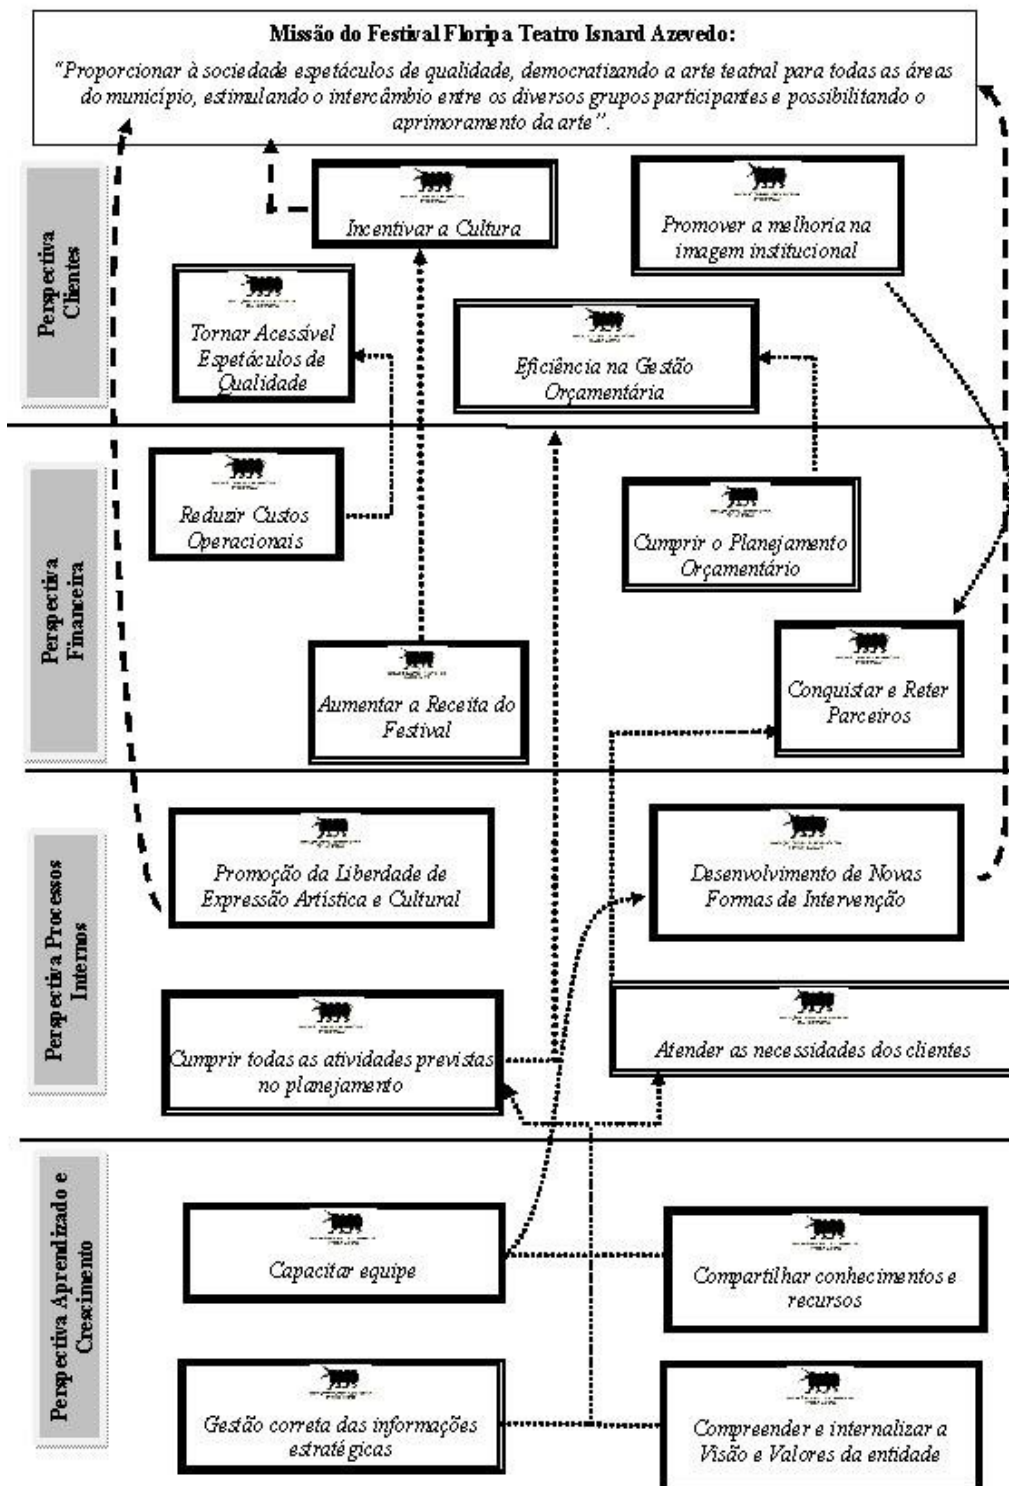 Missão do Festival Floripa Teatro Isnard Azevedo:
“Proporcionar à sociedade espetáculos de qualidade, democratizando a arte teatral para todas as áreas
do município, estimulando o intercâmbio entre os diversos grupos participantes e possibilitando o
aprimoramento da arte”.
Perspectiva
Clientes
Incentivar a Cultura
Promover a melhoria na
imagem institucional
Tornar Acessível
Espetáculos de
Qualidade
Eficiência na Gestão
Orçamentária
Perspectiva
Financeira
Reduzir Custos
Operacionais
Cumprir o Planejamento
Orçamentário
Aumentar a Receita do
Festival
Conquistar e Reter
Parceiros
Perspectiva Processos
Internos
Promoção da Liberdade de
Expressão Artística e Cultural
Desenvolvimento de Novas
Formas de Intervenção
Cumprir todas as atividades previstas
no planejamento
Atender as necessidades dos clientes
Perspectiva Aprendizado e
Crescimento
Capacitar equipe
Compartilhar conhecimentos e
recursos
Gestão correta das informações
estratégicas
Compreender e internalizar a
Visão e Valores da entidade